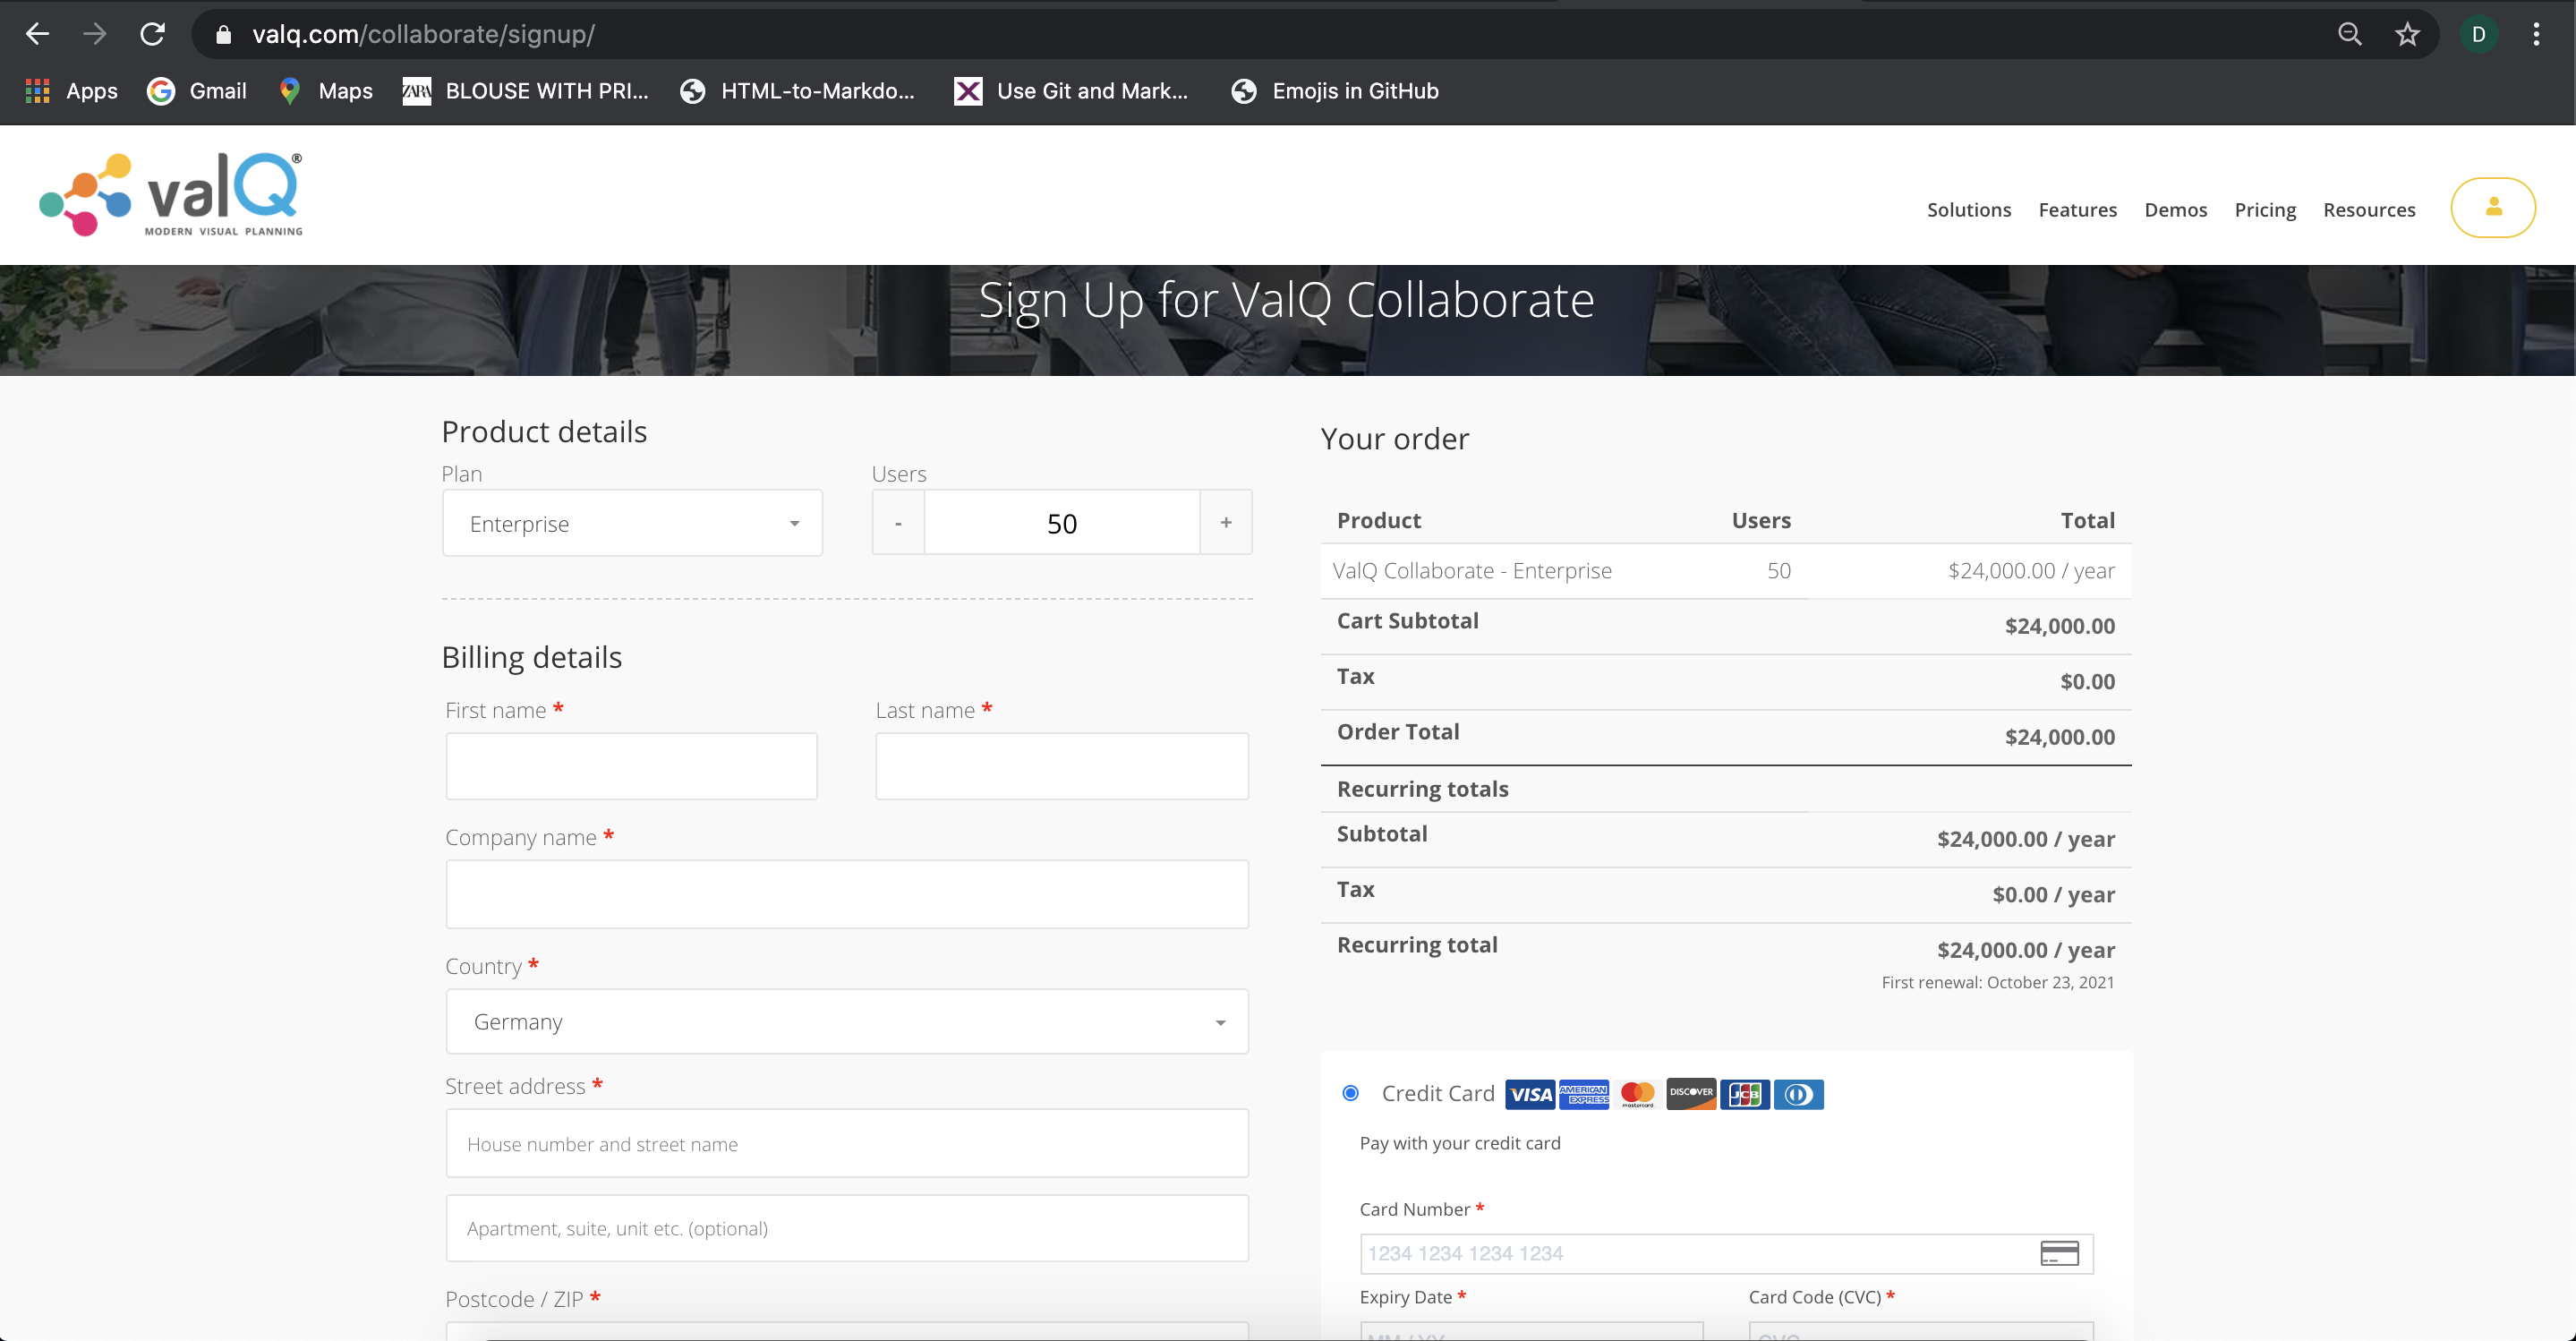 valq.com/collaborate/signup/
D
Apps
Gmail
Maps
ZARA
BLOUSE WITH PRI...
HTML-to-Markdo...
Use Git and Mark...
Emojis in GitHub
valQ®
MODERN VISUAL PLANNING
Solutions
Features
Demos
Pricing
Resources
Sign Up for ValQ Collaborate
Product details
Plan
Users
Enterprise
-
50
+
Billing details
First name *
Last name *
Company name *
Country *
Germany
Street address *
House number and street name
Apartment, suite, unit etc. (optional)
Postcode / ZIP *
Your order
Product Users Total
ValQ Collaborate - Enterprise 50 $24,000.00 / year
Cart Subtotal $24,000.00
Tax $0.00
Order Total $24,000.00
Recurring totals
Subtotal $24,000.00 / year
Tax $0.00 / year
Recurring total $24,000.00 / year
First renewal: October 23, 2021
Credit Card VISA AMERICAN EXPRESS mastercard DISCOVER JCB
Pay with your credit card
Card Number *
1234 1234 1234 1234
Expiry Date *
Card Code (CVC) *
MM / YY
CVC